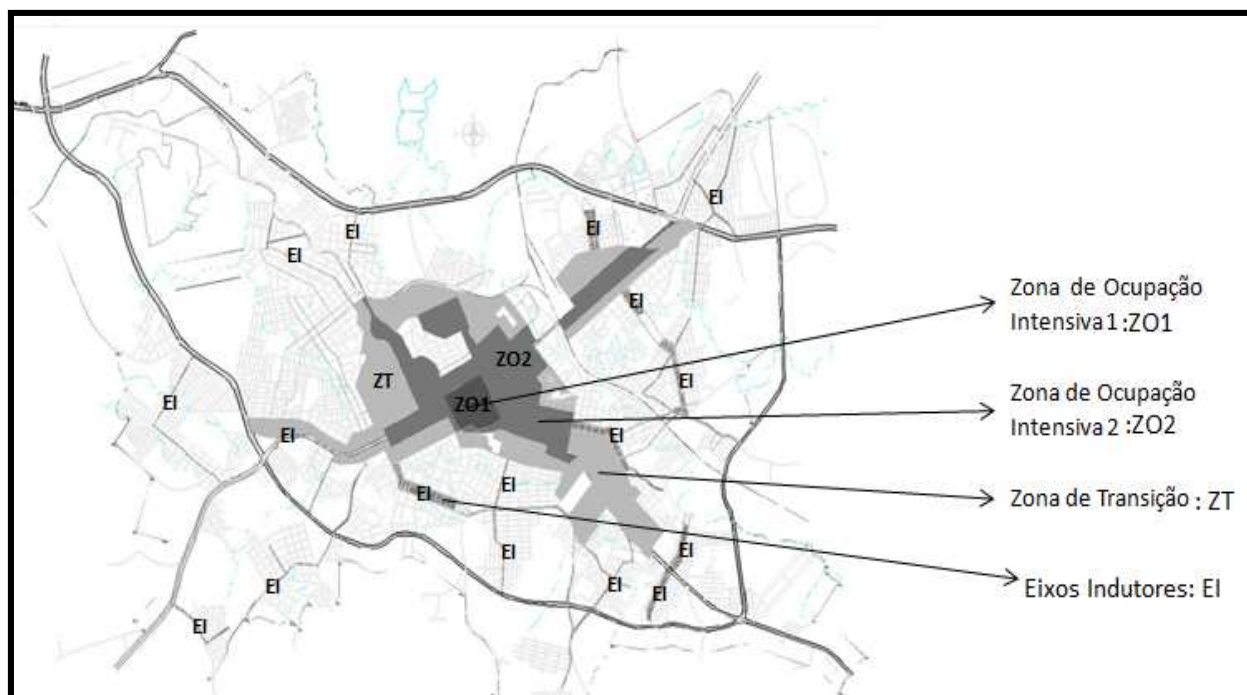 EI
EI
EI
EI
EI
ZO2
Zona de Ocupação
Intensiva 1 :ZO1
ZT
EI
EI
ZO1
Zona de Ocupação
Intensiva 2 :ZO2
EI
EI
EI
EI
Zona de Transição : ZT
EI
EI
EI
EI
EI
EI
Eixos Indutores: EI
EI